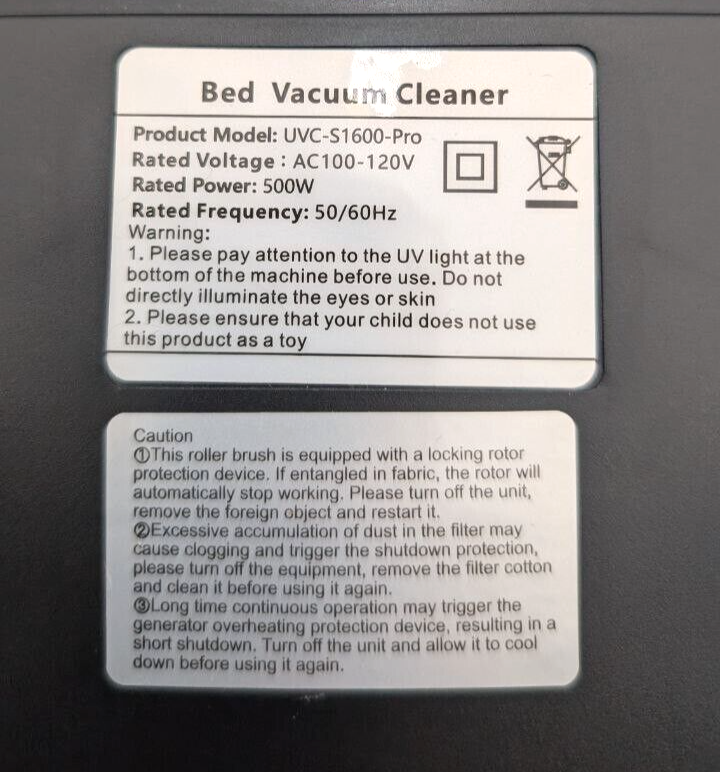 Bed Vacuum Cleaner
Product Model: UVC-S1600-Pro
Rated Voltage : AC100-120V
Rated Power: 500W
Rated Frequency: 50/60Hz
Warning:
1. Please pay attention to the UV light at the
bottom of the machine before use. Do not
directly illuminate the eyes or skin
2. Please ensure that your child does not use
this product as a toy
Caution
①This roller brush is equipped with a locking rotor
protection device. If entangled in fabric, the rotor will
automatically stop working. Please turn off the unit,
remove the foreign object and restart it.
②Excessive accumulation of dust in the filter may
cause clogging and trigger the shutdown protection,
please turn off the equipment, remove the filter cotton
and clean it before using it again.
③Long time continuous operation may trigger the
generator overheating protection device, resulting in a
short shutdown. Turn off the unit and allow it to cool
down before using it again.